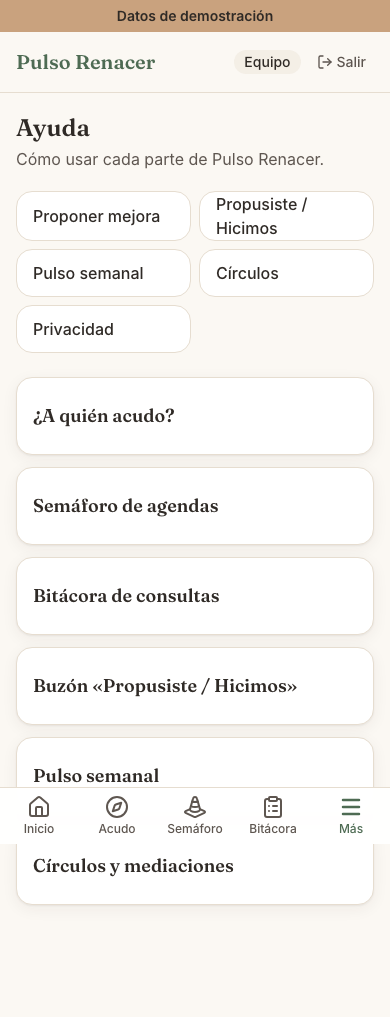 Datos de demostración
Pulso Renacer
Equipo
Salir
Ayuda
Cómo usar cada parte de Pulso Renacer.
Proponer mejora
Propusiste /
Hicimos
Pulso semanal
Círculos
Privacidad
¿A quién acudo?
Semáforo de agendas
Bitácora de consultas
Buzón «Propusiste / Hicimos»
Pulso semanal
Inicio
Acudo
Semáforo
Bitácora
Más
Círculos y mediaciones